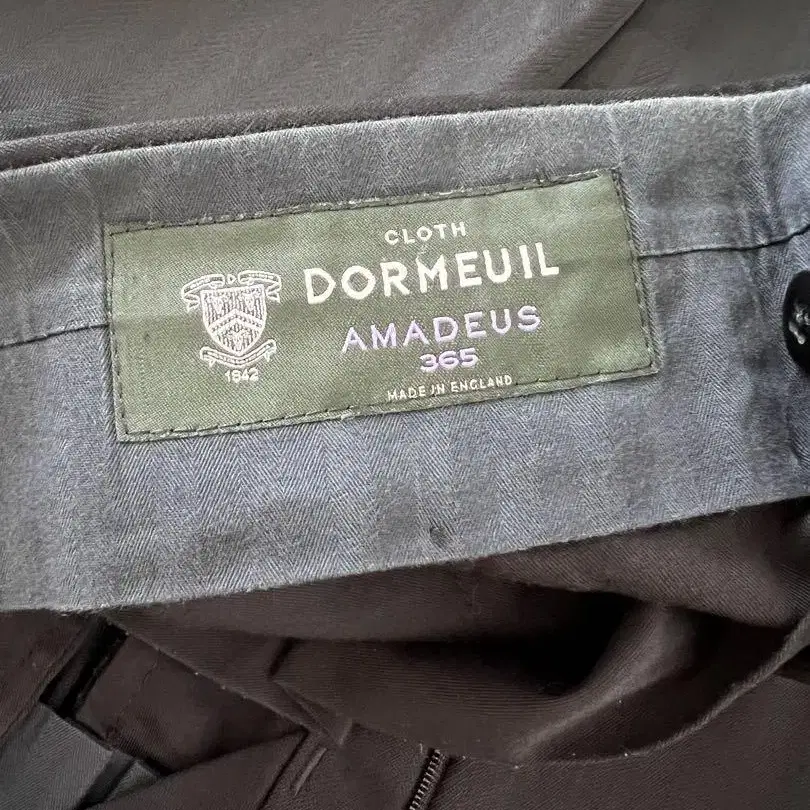 CLOTH
DORMEUIL
AMADEUS
365
MADE IN ENGLAND
D
1842